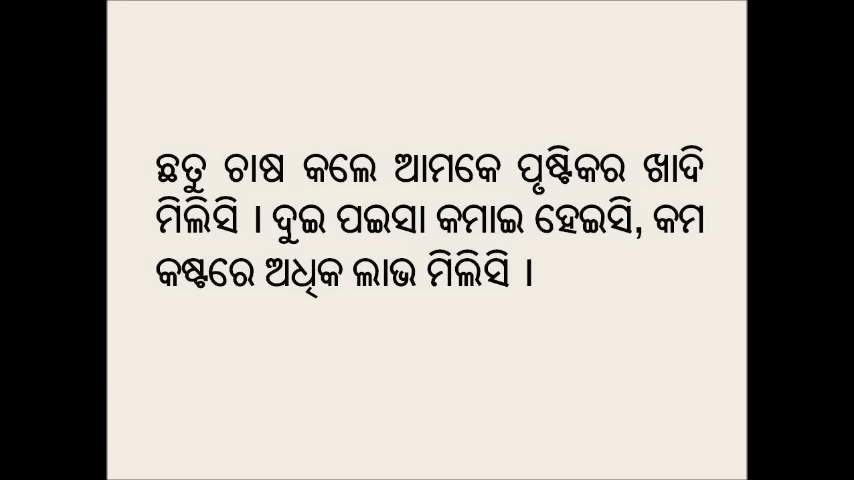 ଛତୁ ଚାଷ କଲେ ଆମକେ ପୃଷ୍ଟିକର ଖାଦି
ମିଲିସି । ଦୁଇ ପଇସା କମାଇ ହେଇସି, କମ
କଷ୍ଟରେ ଅଧିକ ଲାଭ ମିଲିସି ।